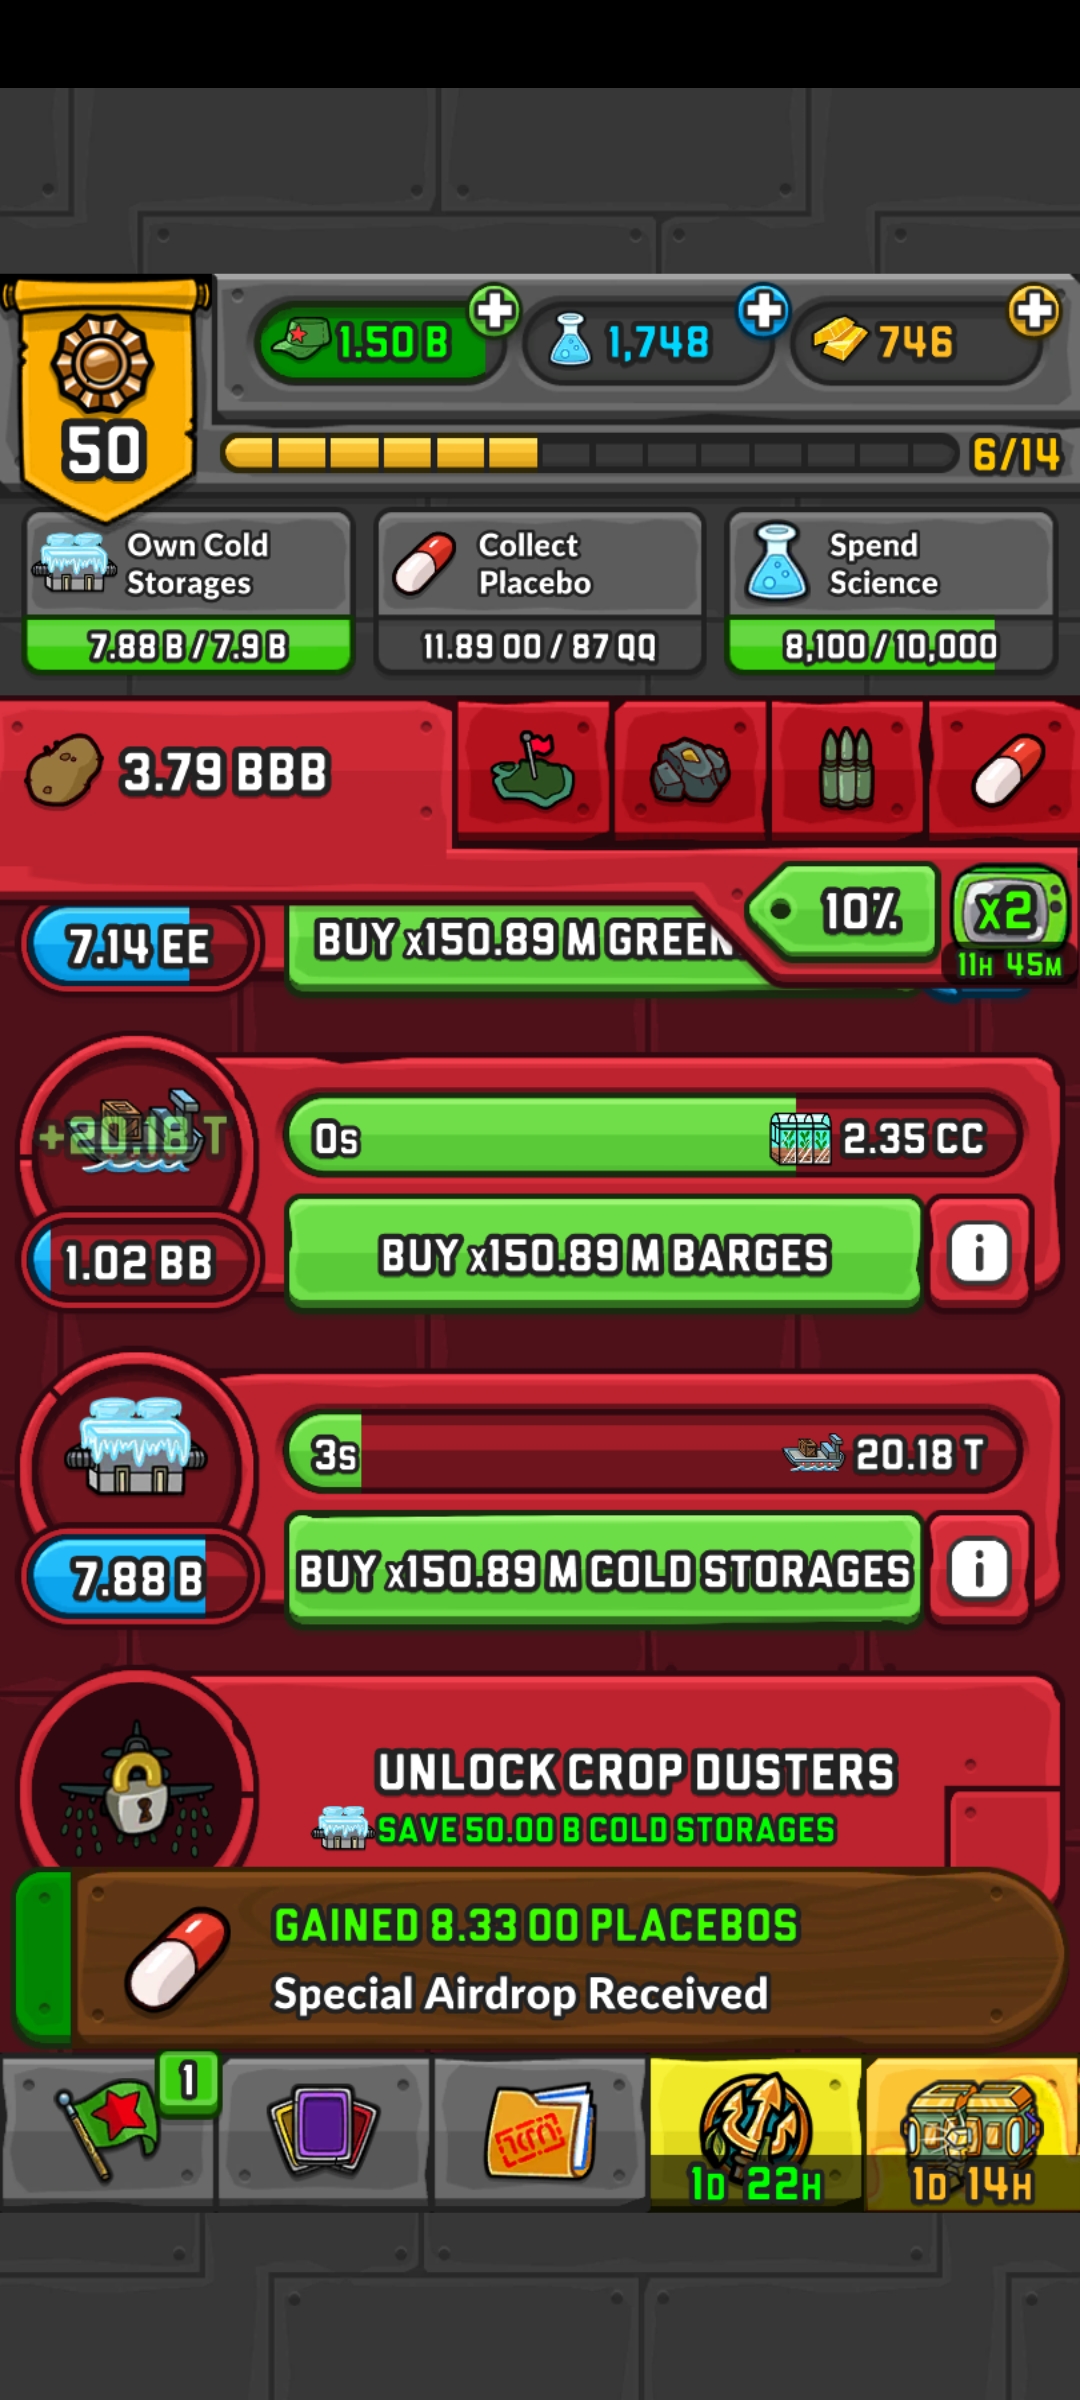 50
1.50 B
1,748
746
6/14
Own Cold
Storages
7.88 B / 7.9 B
Collect
Placebo
11.89 OO / 87 QQ
Spend
Science
8,100 / 10,000
3.79 BBB
10%
x2
11H 45M
7.14 EE
BUY x150.89 M GREEN
+20.18 T
0s
2.35 CC
1.02 BB
BUY x150.89 M BARGES
i
3s
20.18 T
7.88 B
BUY x150.89 M COLD STORAGES
i
UNLOCK CROP DUSTERS
SAVE 50.00 B COLD STORAGES
GAINED 8.33 OO PLACEBOS
Special Airdrop Received
1
1D 22H
1D 14H